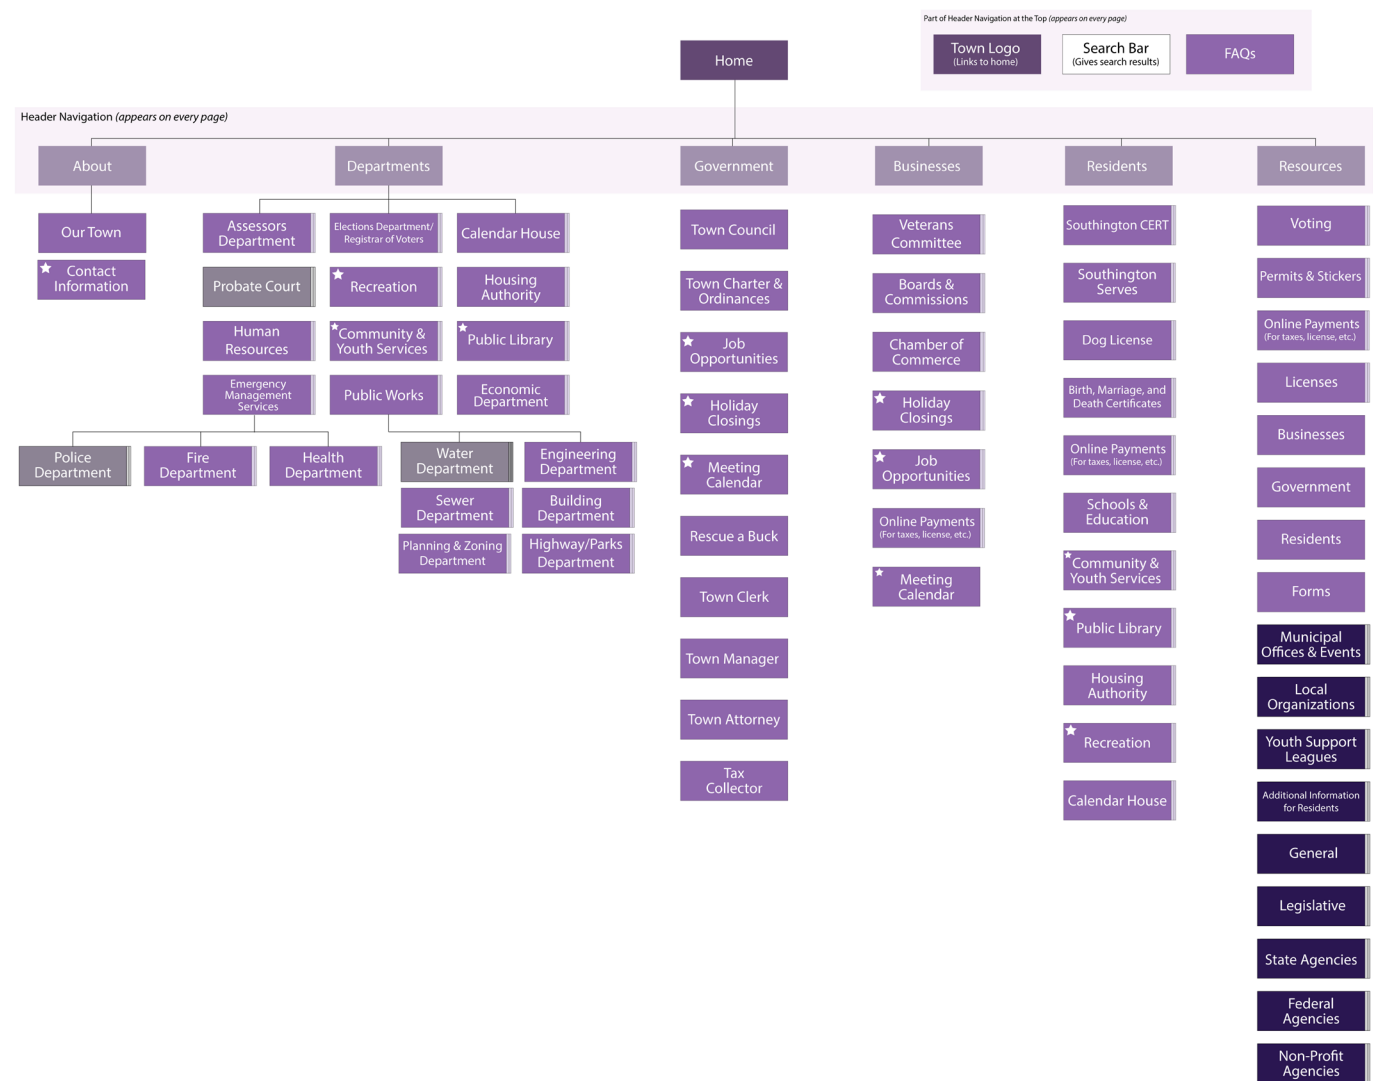 Part of Header Navigation at the Top (appears on every page)
Town Logo
(Links to home)
Search Bar
(Gives search results)
FAQs
Home
Header Navigation (appears on every page)
About
Departments
Government
Businesses
Residents
Resources
Our Town
Contact
Information
Assessors
Department
Elections Department/
Registrar of Voters
Calendar House
Probate Court
Recreation
Housing
Authority
Human
Resources
Community &
Youth Services
Public Library
Emergency
Management
Services
Public Works
Economic
Department
Police
Department
Fire
Department
Health
Department
Water
Department
Engineering
Department
Sewer
Department
Building
Department
Planning & Zoning
Department
Highway/Parks
Department
Town Council
Town Charter &
Ordinances
Job
Opportunities
Holiday
Closings
Meeting
Calendar
Rescue a Buck
Town Clerk
Town Manager
Town Attorney
Tax
Collector
Veterans
Committee
Boards &
Commissions
Chamber of
Commerce
Holiday
Closings
Job
Opportunities
Online Payments
(For taxes, license, etc.)
Meeting
Calendar
Southington CERT
Southington
Serves
Dog License
Birth, Marriage, and
Death Certificates
Online Payments
(For taxes, license, etc.)
Schools &
Education
Community &
Youth Services
Public Library
Housing
Authority
Recreation
Calendar House
Voting
Permits & Stickers
Online Payments
(For taxes, license, etc.)
Licenses
Businesses
Government
Residents
Forms
Municipal
Offices & Events
Local
Organizations
Youth Support
Leagues
Additional Information
for Residents
General
Legislative
State Agencies
Federal
Agencies
Non-Profit
Agencies